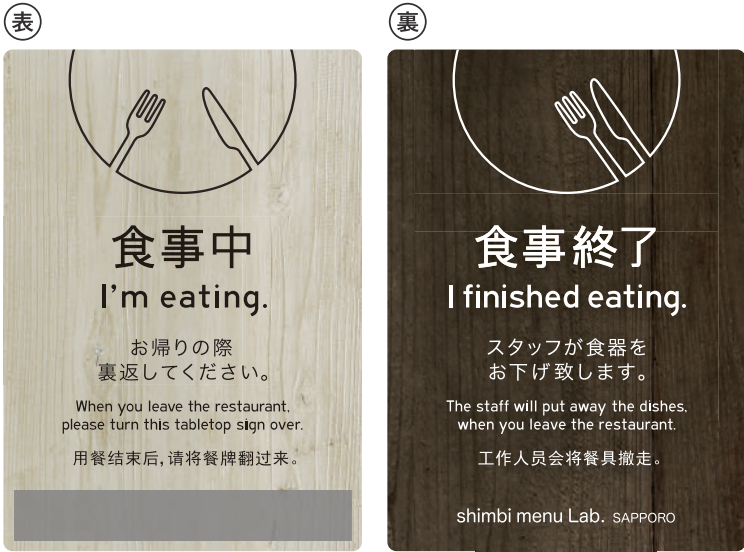 表
食事中
I'm eating.
お帰りの際
裏返してください。
When you leave the restaurant,
please turn this tabletop sign over.
用餐结束后,请将餐牌翻过来。
裏
食事終了
I finished eating.
スタッフが食器を
お下げ致します。
The staff will put away the dishes,
when you leave the restaurant.
工作人员会将餐具撤走。
shimbi menu Lab. SAPPORO